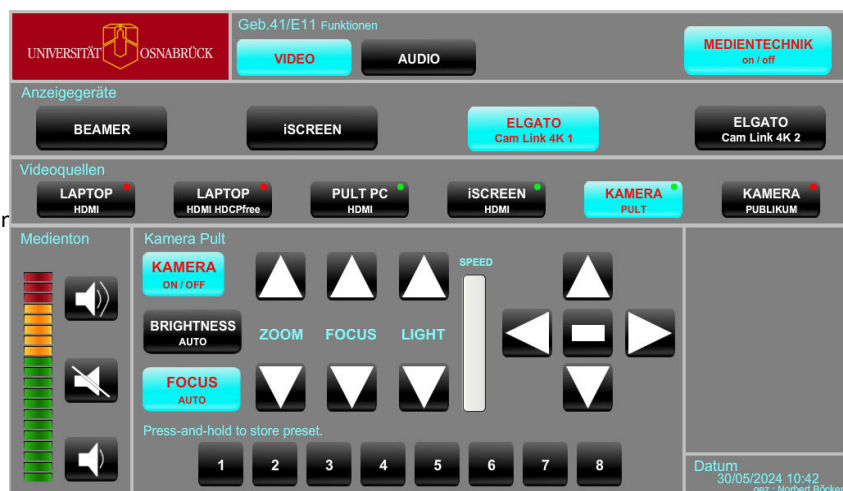 Geb.41/E11 Funktionen
UNIVERSITÄT OSNABRÜCK
VIDEO
AUDIO
MEDIENTECHNIK
on / off
Anzeigegeräte
BEAMER
iSCREEN
ELGATO
Cam Link 4K 1
ELGATO
Cam Link 4K 2
Videoquellen
LAPTOP
HDMI
LAPTOP
HDMI HDCPfree
PULT PC
HDMI
iSCREEN
HDMI
KAMERA
PULT
KAMERA
PUBLIKUM
Medienton
Kamera Pult
KAMERA
ON / OFF
SPEED
BRIGHTNESS
AUTO
ZOOM
FOCUS
LIGHT
FOCUS
AUTO
Press-and-hold to store preset.
1 2 3 4 5 6 7 8
Datum
30/05/2024 10:42
gez.: Norbert